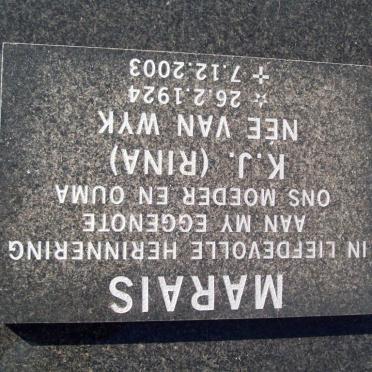 MARAIS
IN LIEFDEVOLLE HERINNERING
AAN MY EGGENOTE
ONS MOEDER EN OUMA
K.J. (RINA)
NEE VAN WYK
☆ 26.2.1924
✢ 7.12.2003